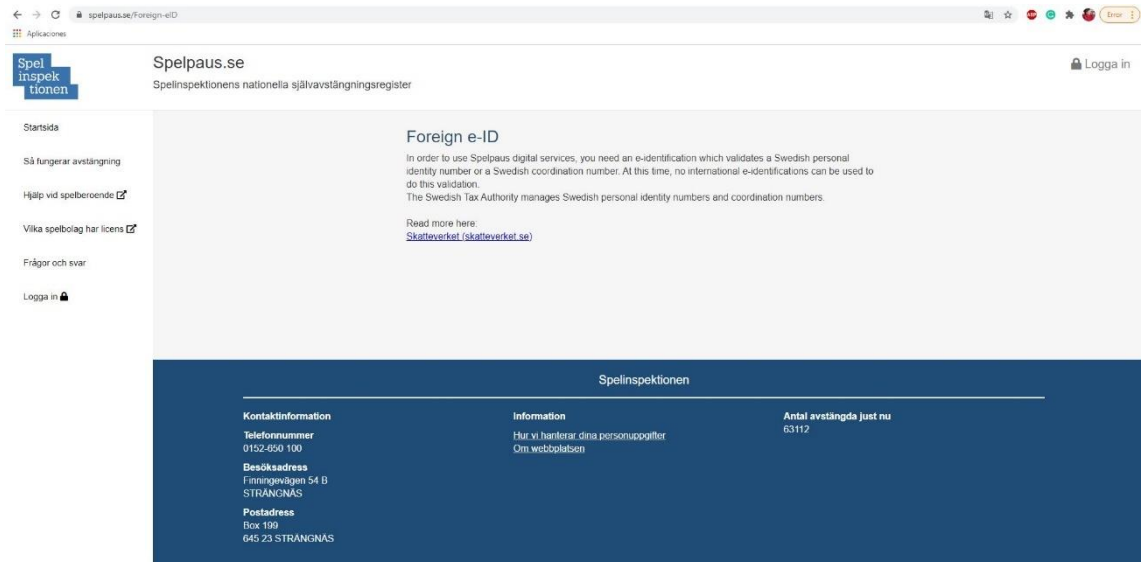 spelpaus.se/Foreign-eID
Error
Aplicaciones
Spel
inspek
tionen
Spelpaus.se
Spelinspektionens nationella självavstängningsregister
Logga in
Startsida
Så fungerar avstängning
Hjälp vid spelberoende
Vilka spelbolag har licens
Frågor och svar
Logga in
Foreign e-ID
In order to use Spelpaus digital services, you need an e-identification which validates a Swedish personal
identity number or a Swedish coordination number. At this time, no international e-identifications can be used to
do this validation.
The Swedish Tax Authority manages Swedish personal identity numbers and coordination numbers.
Read more here:
Skatteverket (skatteverket.se)
Spelinspektionen
Kontaktinformation
Telefonnummer
0152-650 100
Besöksadress
Finningevägen 54 B
STRÄNGNÄS
Postadress
Box 199
645 23 STRÄNGNÄS
Information
Hur vi hanterar dina personuppgifter
Om webbplatsen
Antal avstängda just nu
63112